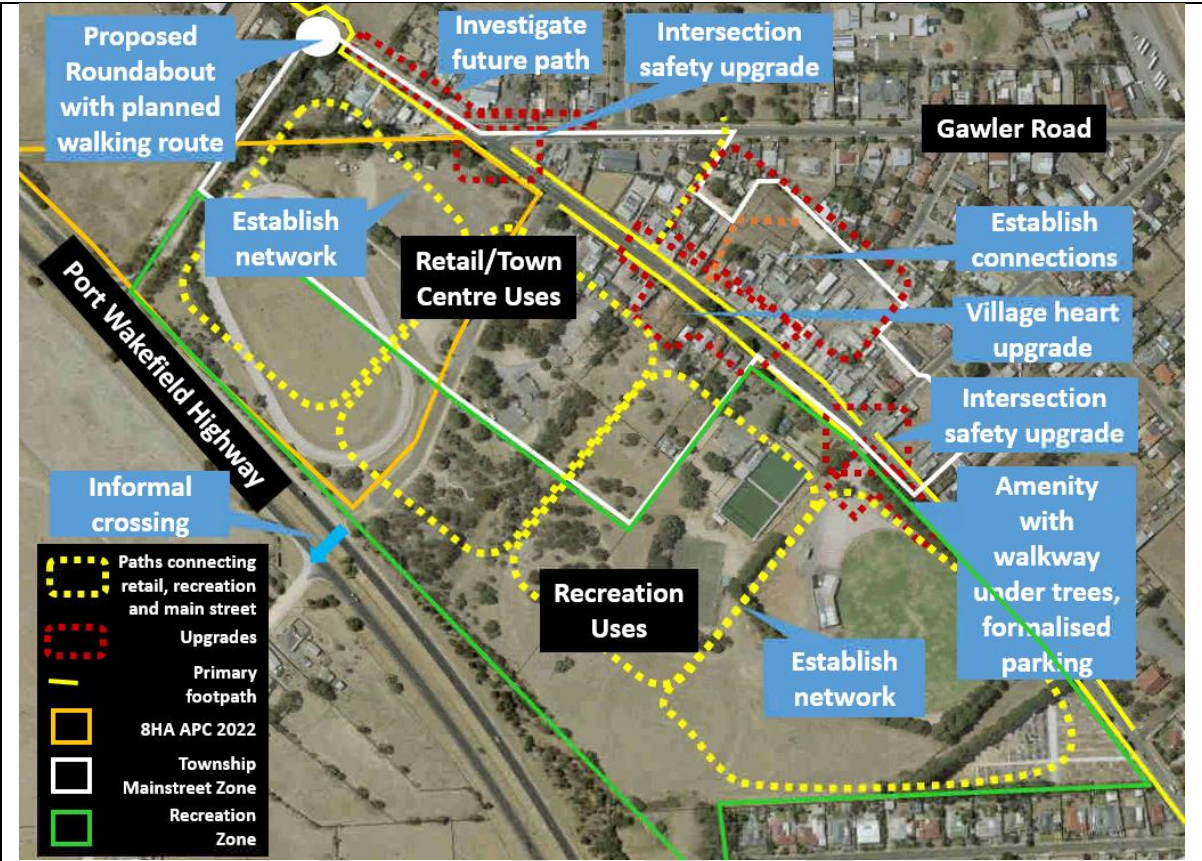 Proposed
Roundabout
with planned
walking route
Investigate
future path
Intersection
safety upgrade
Gawler Road
Establish
network
Retail/Town
Centre Uses
Establish
connections
Village heart
upgrade
Port Wakefield Highway
Intersection
safety upgrade
Informal
crossing
Amenity
with
walkway
under trees,
formalised
parking
Recreation
Uses
Establish
network
Paths connecting
retail, recreation
and main street
Upgrades
Primary
footpath
8HA APC 2022
Township
Mainstreet Zone
Recreation
Zone